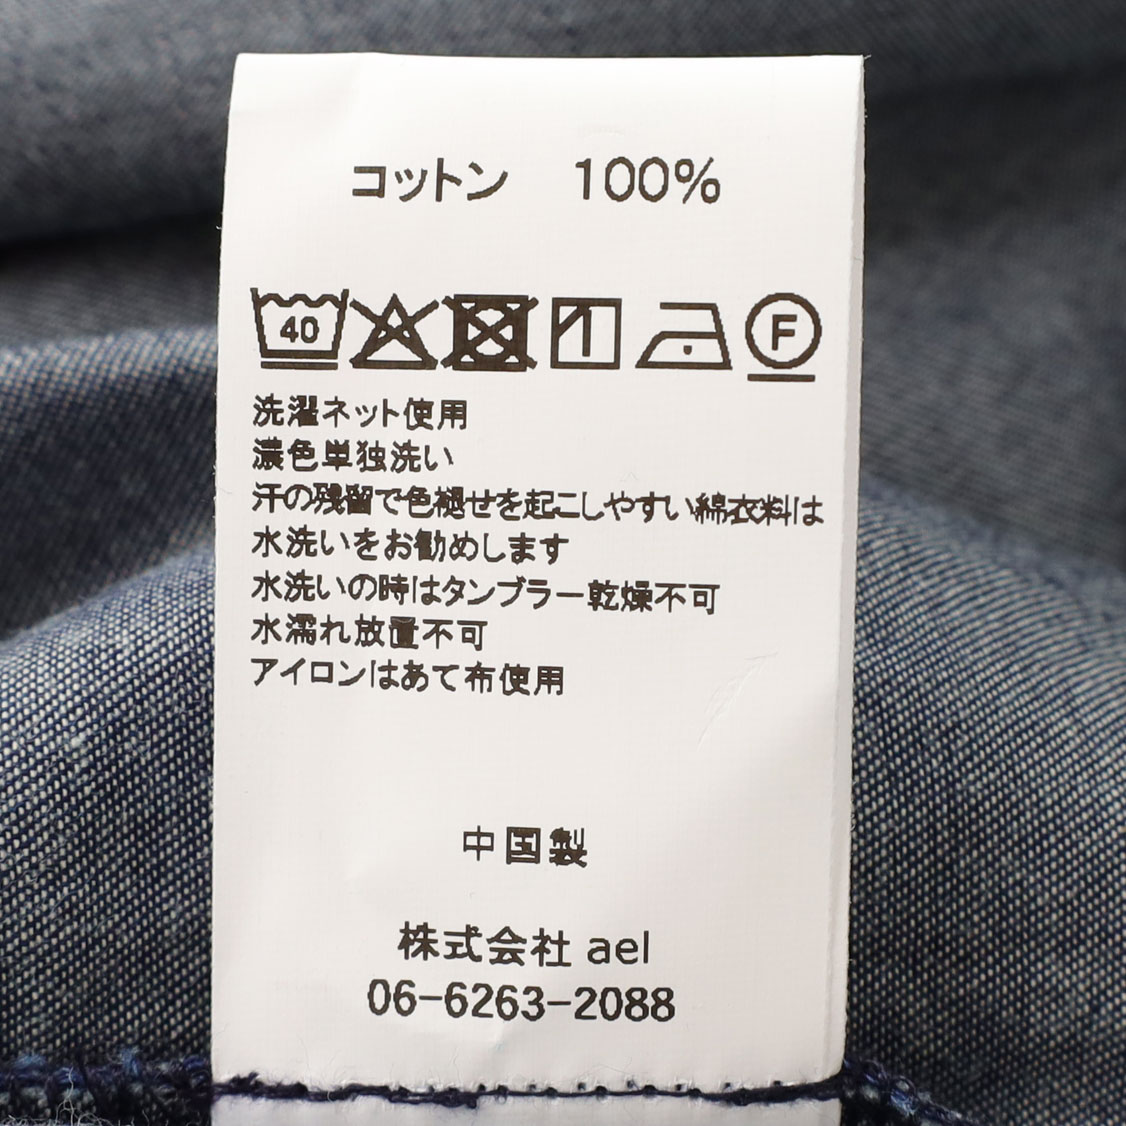 コットン　100%
40
F
洗濯ネット使用
濃色単独洗い
汗の残留で色褪せを起こしやすい綿衣料は
水洗いをお勧めします
水洗いの時はタンブラー乾燥不可
水濡れ放置不可
アイロンはあて布使用
中国製
株式会社 ael
06-6263-2088